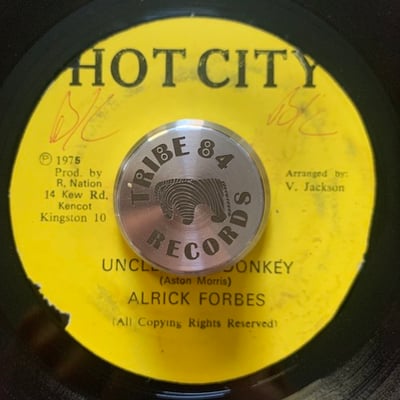 HOT CITY
B/C
B/C
℗ 1975
Prod. by
R. Nation
14 Kew Rd.
Kencot
Kingston 10
Arranged by:
V. Jackson
TRIBE 84
RECORDS
UNCLE DONKEY
(Aston Morris)
ALRICK FORBES
(All Copying Rights Reserved)